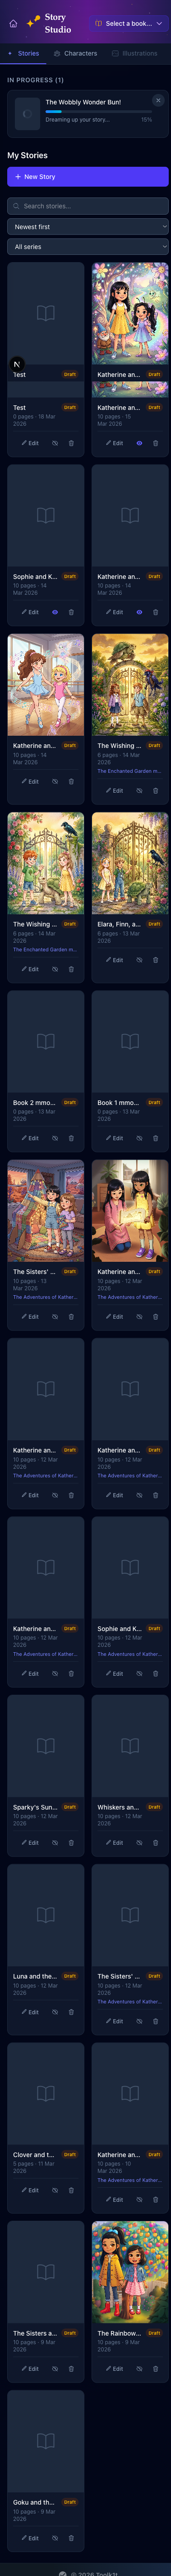 Story
Studio
Select a book...
Stories
Characters
Illustrations
IN PROGRESS (1)
The Wobbly Wonder Bun!
Dreaming up your story...
15%
My Stories
+ New Story
Search stories...
Newest first
All series
N
Test
Draft
Katherine an...
Draft
Test
Draft
10 pages · 18 Mar
2026
Edit
Katherine an...
Draft
10 pages · 15
Mar 2026
Edit
Sophie and K...
Draft
10 pages · 14
Mar 2026
Edit
Katherine an...
Draft
10 pages · 14
Mar 2026
Edit
Katherine an...
Draft
10 pages · 14
Mar 2026
Edit
The Wishing ...
Draft
6 pages · 14 Mar
2026
The Enchanted Garden m...
Edit
The Wishing ...
Draft
6 pages · 14 Mar
2026
The Enchanted Garden m...
Edit
Elara, Finn, a...
Draft
6 pages · 13 Mar
2026
Edit
Book 2 mmo...
Draft
0 pages · 13 Mar
2026
Edit
Book 1 mmo...
Draft
0 pages · 13 Mar
2026
Edit
The Sisters' ...
Draft
10 pages · 13
Mar 2026
The Adventures of Kather...
Edit
Katherine an...
Draft
10 pages · 12 Mar
2026
The Adventures of Kather...
Edit
Katherine an...
Draft
10 pages · 12 Mar
2026
The Adventures of Kather...
Edit
Katherine an...
Draft
10 pages · 12 Mar
2026
The Adventures of Kather...
Edit
Katherine an...
Draft
10 pages · 12 Mar
2026
The Adventures of Kather...
Edit
Sophie and K...
Draft
10 pages · 12 Mar
2026
The Adventures of Kather...
Edit
Sparky's Sun...
Draft
10 pages · 12 Mar
2026
Edit
Whiskers an...
Draft
10 pages · 12 Mar
2026
Edit
Luna and the...
Draft
10 pages · 12 Mar
2026
Edit
The Sisters' ...
Draft
10 pages · 12 Mar
2026
The Adventures of Kather...
Edit
Clover and t...
Draft
5 pages · 11 Mar
2026
Edit
Katherine an...
Draft
10 pages · 10
Mar 2026
The Adventures of Kather...
Edit
The Sisters a...
Draft
10 pages · 9 Mar
2026
Edit
The Rainbow...
Draft
10 pages · 9 Mar
2026
Edit
Goku and th...
Draft
10 pages · 9 Mar
2026
Edit